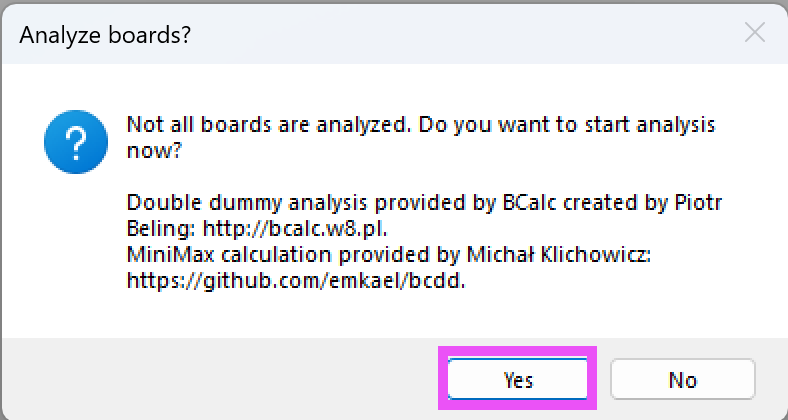 Analyze boards?
?
Not all boards are analyzed. Do you want to start analysis
now?
Double dummy analysis provided by BCalc created by Piotr
Beling: http://bcalc.w8.pl.
MiniMax calculation provided by Michał Klichowicz:
https://github.com/emkael/bcdd.
Yes
No